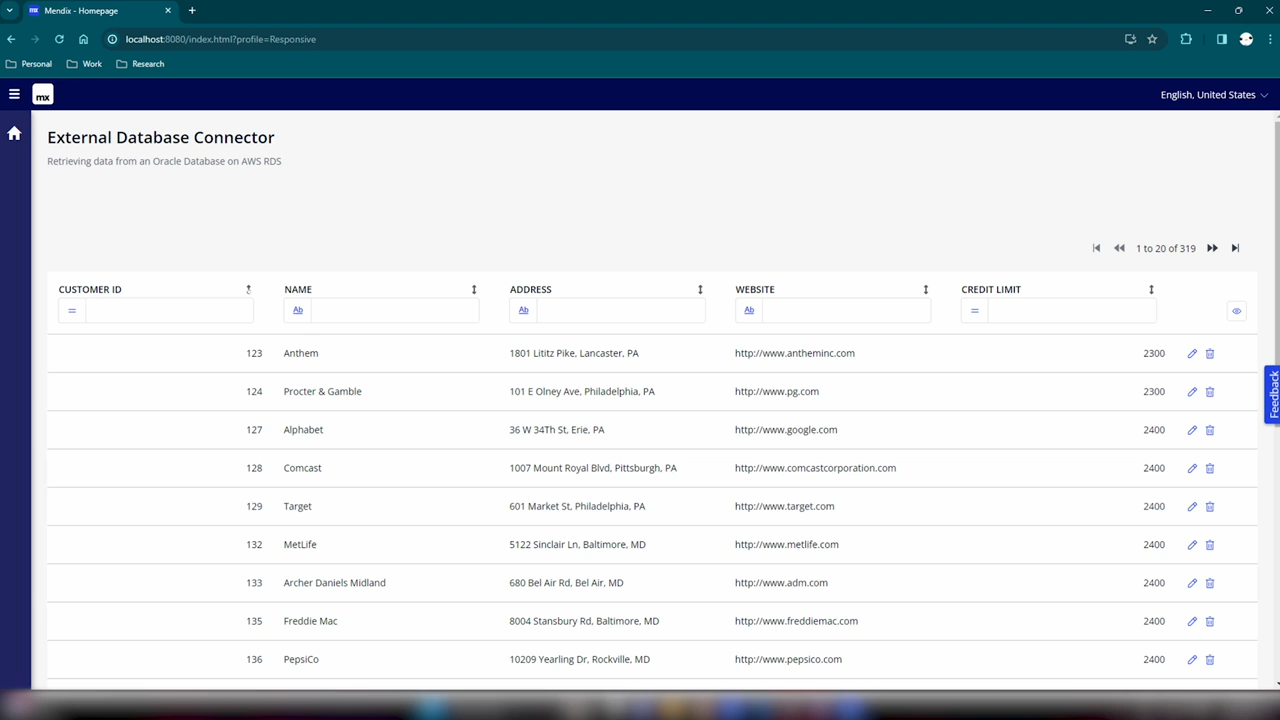 Mendix - Homepage
localhost:8080/index.html?profile=Responsive
Personal Work Research
mx English, United States
External Database Connector
Retrieving data from an Oracle Database on AWS RDS
1 to 20 of 319
CUSTOMER ID NAME ADDRESS WEBSITE CREDIT LIMIT
= Ab Ab Ab =
123 Anthem 1801 Lititz Pike, Lancaster, PA http://www.antheminc.com 2300
124 Procter & Gamble 101 E Olney Ave, Philadelphia, PA http://www.pg.com 2300
Feedback
127 Alphabet 36 W 34Th St, Erie, PA http://www.google.com 2400
128 Comcast 1007 Mount Royal Blvd, Pittsburgh, PA http://www.comcastcorporation.com 2400
129 Target 601 Market St, Philadelphia, PA http://www.target.com 2400
132 MetLife 5122 Sinclair Ln, Baltimore, MD http://www.metlife.com 2400
133 Archer Daniels Midland 680 Bel Air Rd, Bel Air, MD http://www.adm.com 2400
135 Freddie Mac 8004 Stansbury Rd, Baltimore, MD http://www.freddiemac.com 2400
136 PepsiCo 10209 Yearling Dr, Rockville, MD http://www.pepsico.com 2400